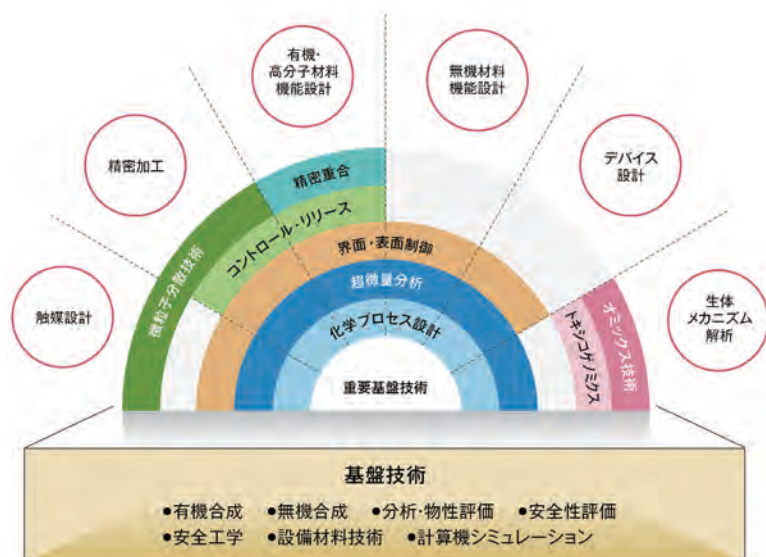 有機・
高分子材料
機能設計
無機材料
機能設計
精密加工
デバイス
設計
触媒設計
生体
メカニズム
解析
精密重合
コントロール・リリース
微粒子分散技術
界面・表面制御
超微量分析
化学プロセス設計
重要基盤技術
トキシコゲノミクス
オミックス技術
基盤技術
●有機合成 ●無機合成 ●分析・物性評価 ●安全性評価
●安全工学 ●設備材料技術 ●計算機シミュレーション